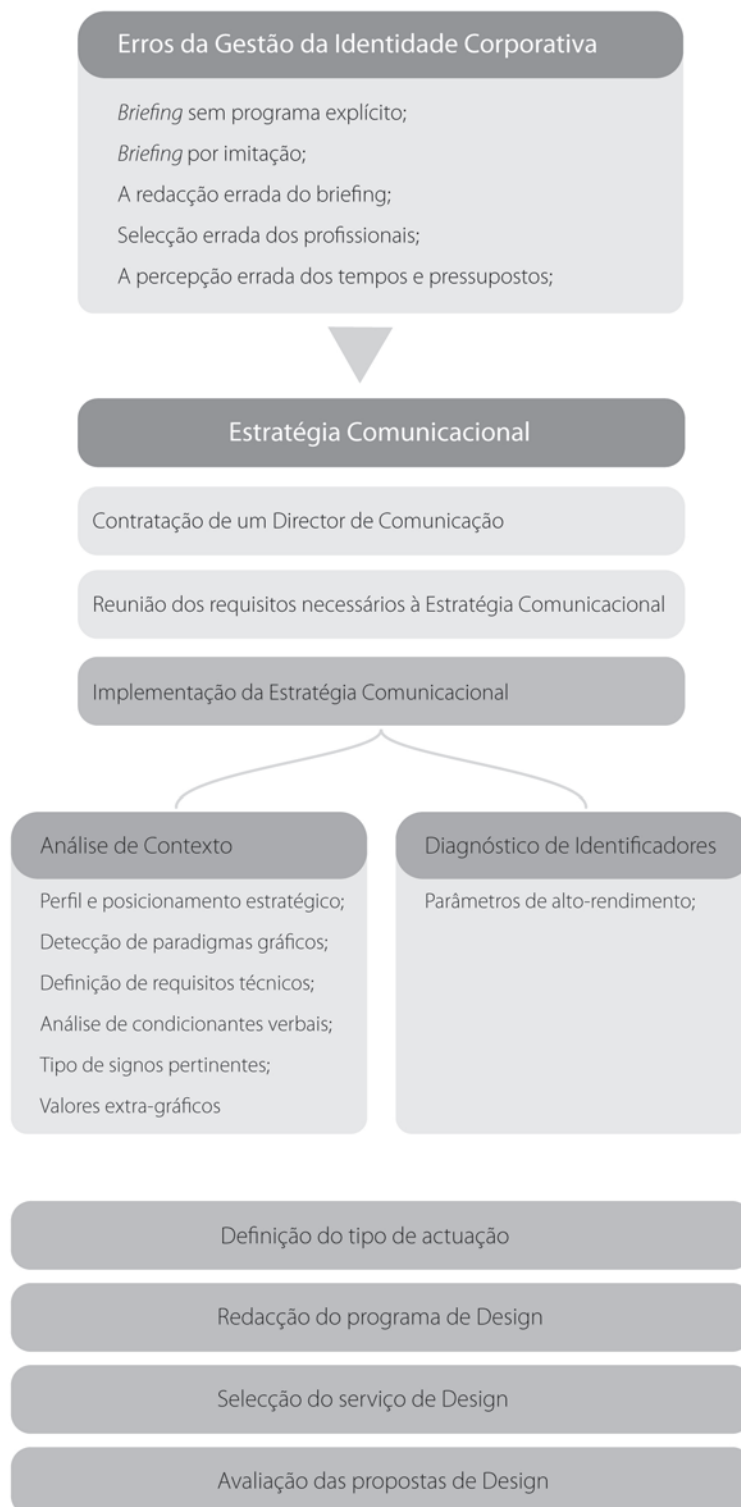 Erros da Gestão da Identidade Corporativa
Briefing sem programa explícito;
Briefing por imitação;
A redacção errada do briefing;
Selecção errada dos profissionais;
A percepção errada dos tempos e pressupostos;
Estratégia Comunicacional
Contratação de um Director de Comunicação
Reunião dos requisitos necessários à Estratégia Comunicacional
Implementação da Estratégia Comunicacional
Análise de Contexto
Perfil e posicionamento estratégico;
Detecção de paradigmas gráficos;
Definição de requisitos técnicos;
Análise de condicionantes verbais;
Tipo de signos pertinentes;
Valores extra-gráficos
Diagnóstico de Identificadores
Parâmetros de alto-rendimento;
Definição do tipo de actuação
Redacção do programa de Design
Selecção do serviço de Design
Avaliação das propostas de Design